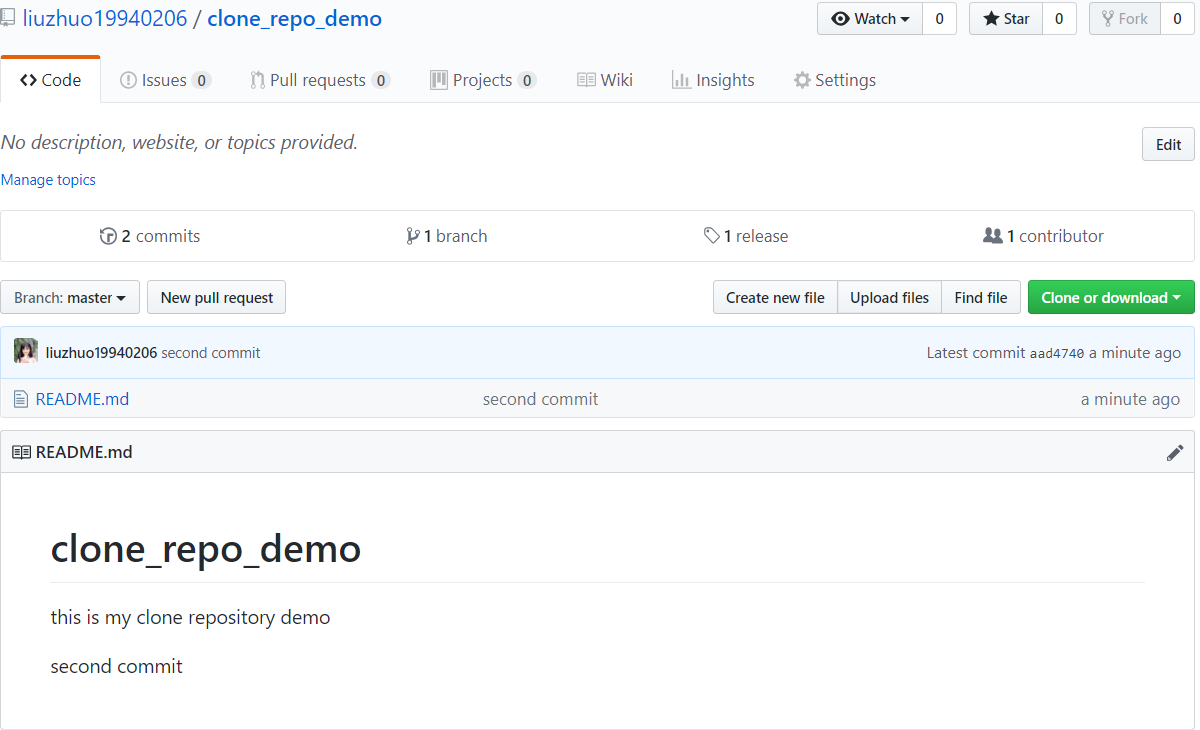 liuzhuo19940206 / clone_repo_demo
Watch 0 Star 0 Fork 0
Code Issues 0 Pull requests 0 Projects 0 Wiki Insights Settings
No description, website, or topics provided.
Edit
Manage topics
2 commits 1 branch 1 release 1 contributor
Branch: master New pull request Create new file Upload files Find file Clone or download
liuzhuo19940206 second commit Latest commit aad4740 a minute ago
README.md second commit a minute ago
README.md
clone_repo_demo
this is my clone repository demo
second commit